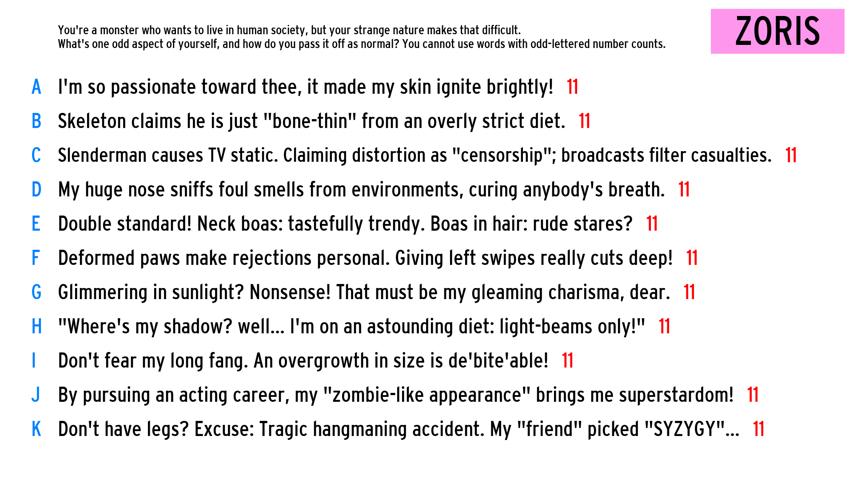 You're a monster who wants to live in human society, but your strange nature makes that difficult.
What's one odd aspect of yourself, and how do you pass it off as normal? You cannot use words with odd-lettered number counts.
ZORIS
A I'm so passionate toward thee, it made my skin ignite brightly! 11
B Skeleton claims he is just "bone-thin" from an overly strict diet. 11
C Slenderman causes TV static. Claiming distortion as "censorship"; broadcasts filter casualties. 11
D My huge nose sniffs foul smells from environments, curing anybody's breath. 11
E Double standard! Neck boas: tastefully trendy. Boas in hair: rude stares? 11
F Deformed paws make rejections personal. Giving left swipes really cuts deep! 11
G Glimmering in sunlight? Nonsense! That must be my gleaming charisma, dear. 11
H "Where's my shadow? well... I'm on an astounding diet: light-beams only!" 11
I Don't fear my long fang. An overgrowth in size is de'bite'able! 11
J By pursuing an acting career, my "zombie-like appearance" brings me superstardom! 11
K Don't have legs? Excuse: Tragic hangmaning accident. My "friend" picked "SYZYGY"... 11